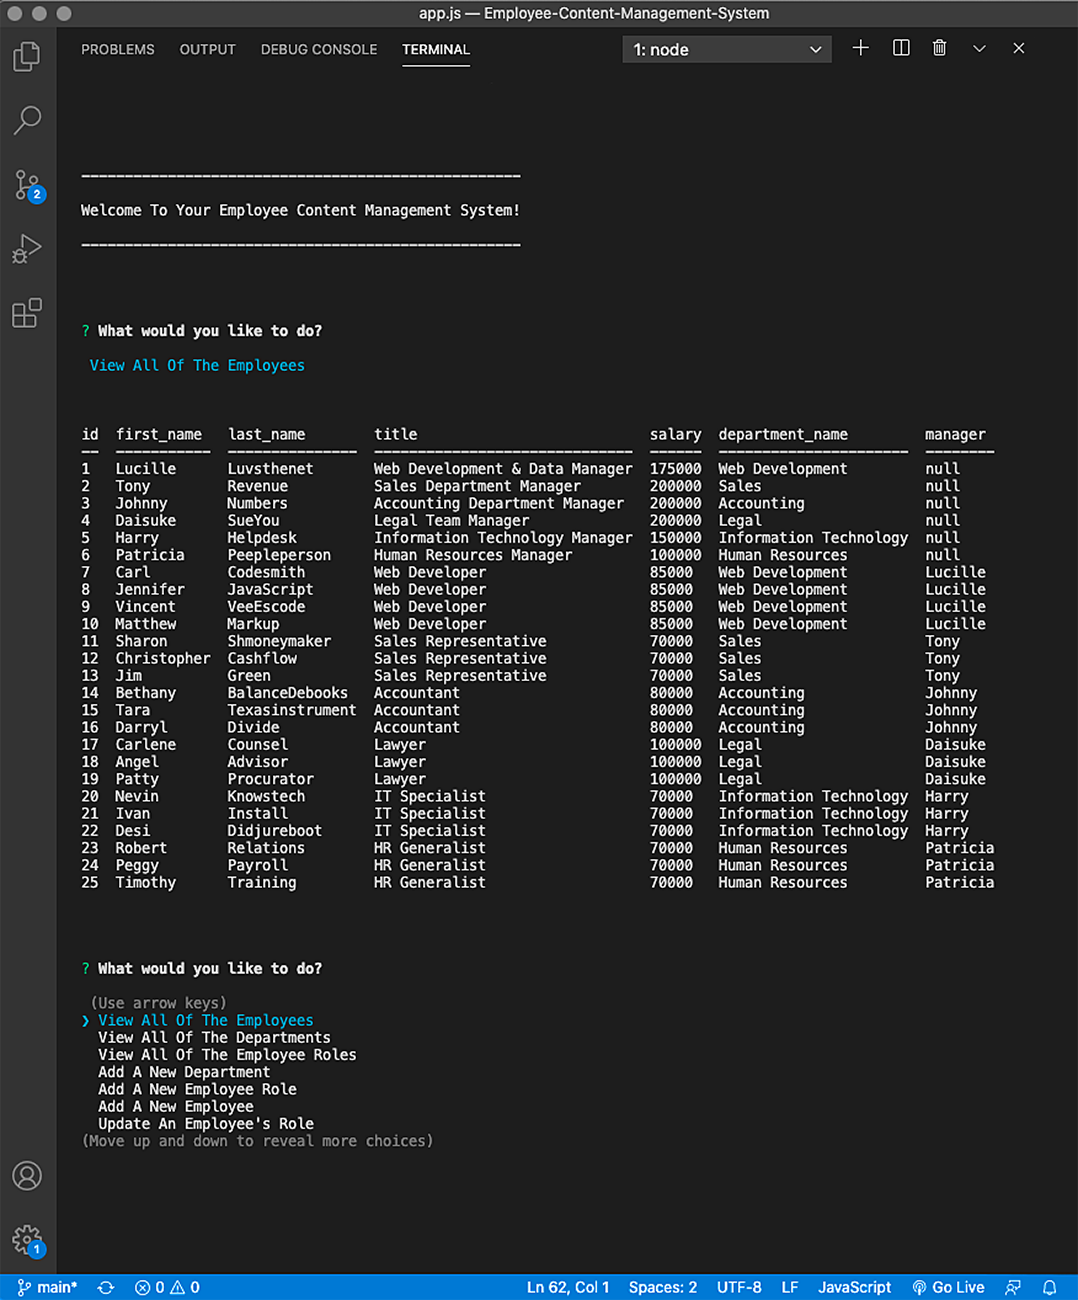 app.js — Employee-Content-Management-System
PROBLEMS OUTPUT DEBUG CONSOLE TERMINAL 1: node
Welcome To Your Employee Content Management System!
? What would you like to do?
View All Of The Employees
id first_name last_name title salary department_name manager
1 Lucille Luvsthenet Web Development & Data Manager 175000 Web Development null
2 Tony Revenue Sales Department Manager 200000 Sales null
3 Johnny Numbers Accounting Department Manager 200000 Accounting null
4 Daisuke SueYou Legal Team Manager 200000 Legal null
5 Harry Helpdesk Information Technology Manager 150000 Information Technology null
6 Patricia Peepleperson Human Resources Manager 100000 Human Resources null
7 Carl Codesmith Web Developer 85000 Web Development Lucille
8 Jennifer JavaScript Web Developer 85000 Web Development Lucille
9 Vincent VeeEscode Web Developer 85000 Web Development Lucille
10 Matthew Markup Web Developer 85000 Web Development Lucille
11 Sharon Shmoneymaker Sales Representative 70000 Sales Tony
12 Christopher Cashflow Sales Representative 70000 Sales Tony
13 Jim Green Sales Representative 70000 Sales Tony
14 Bethany BalanceDebooks Accountant 80000 Accounting Johnny
15 Tara Texasinstrument Accountant 80000 Accounting Johnny
16 Darryl Divide Accountant 80000 Accounting Johnny
17 Carlene Counsel Lawyer 100000 Legal Daisuke
18 Angel Advisor Lawyer 100000 Legal Daisuke
19 Patty Procurator Lawyer 100000 Legal Daisuke
20 Nevin Knowstech IT Specialist 70000 Information Technology Harry
21 Ivan Install IT Specialist 70000 Information Technology Harry
22 Desi Didjureboot IT Specialist 70000 Information Technology Harry
23 Robert Relations HR Generalist 70000 Human Resources Patricia
24 Peggy Payroll HR Generalist 70000 Human Resources Patricia
25 Timothy Training HR Generalist 70000 Human Resources Patricia
? What would you like to do?
(Use arrow keys)
❯ View All Of The Employees
View All Of The Departments
View All Of The Employee Roles
Add A New Department
Add A New Employee Role
Add A New Employee
Update An Employee's Role
(Move up and down to reveal more choices)
2
1
main* 0 0 Ln 62, Col 1 Spaces: 2 UTF-8 LF JavaScript Go Live